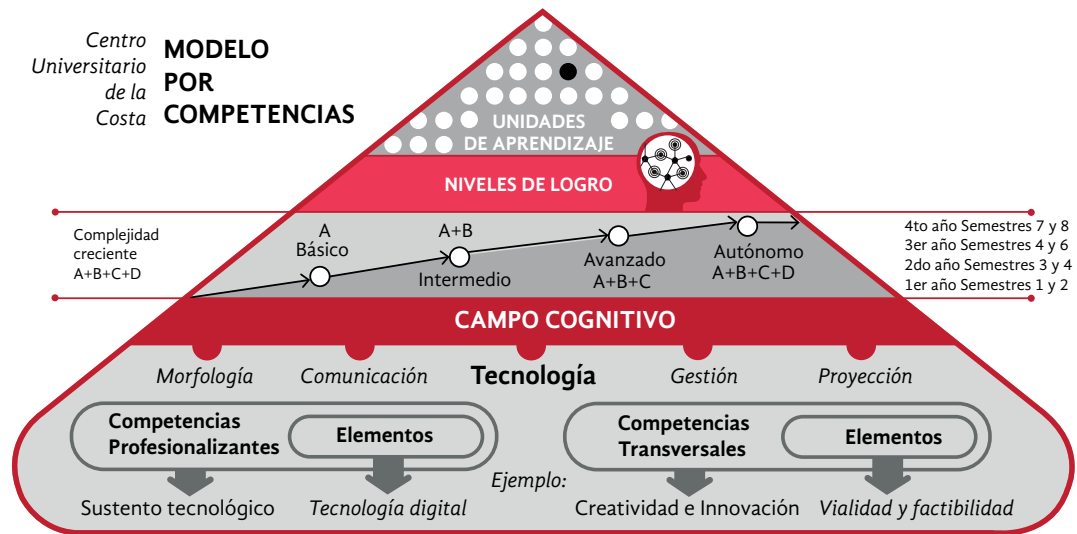 Centro
Universitario
de la
Costa
MODELO
POR
COMPETENCIAS
UNIDADES
DE APRENDIZAJE
NIVELES DE LOGRO
Complejidad
creciente
A+B+C+D
A
Básico
A+B
Intermedio
Avanzado
A+B+C
Autónomo
A+B+C+D
4to año Semestres 7 y 8
3er año Semestres 4 y 6
2do año Semestres 3 y 4
1er año Semestres 1 y 2
CAMPO COGNITIVO
Morfología
Comunicación
Tecnología
Gestión
Proyección
Competencias
Profesionalizantes
Elementos
Competencias
Transversales
Elementos
Ejemplo:
Sustento tecnológico
Tecnología digital
Creatividad e Innovación
Vialidad y factibilidad